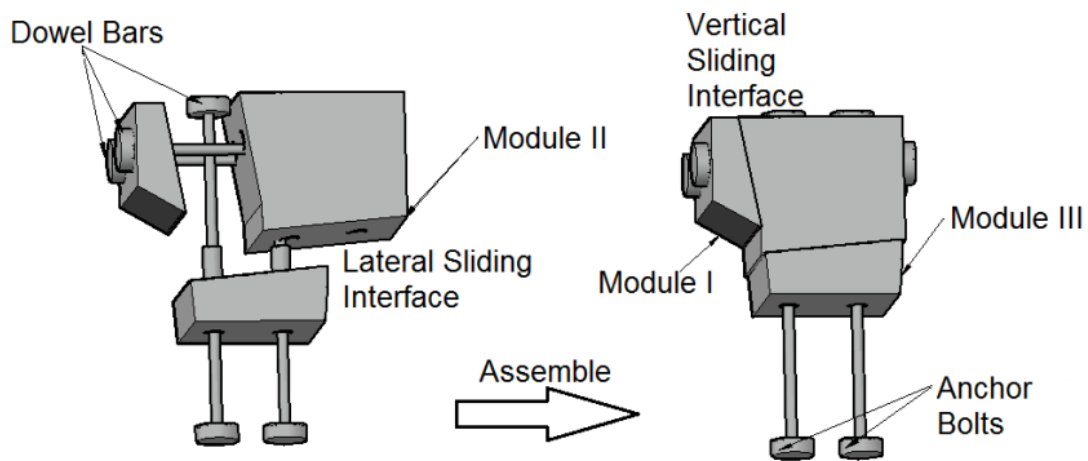 Dowel Bars
Module II
Lateral Sliding
Interface
Assemble
Vertical
Sliding
Interface
Module III
Module I
Anchor
Bolts